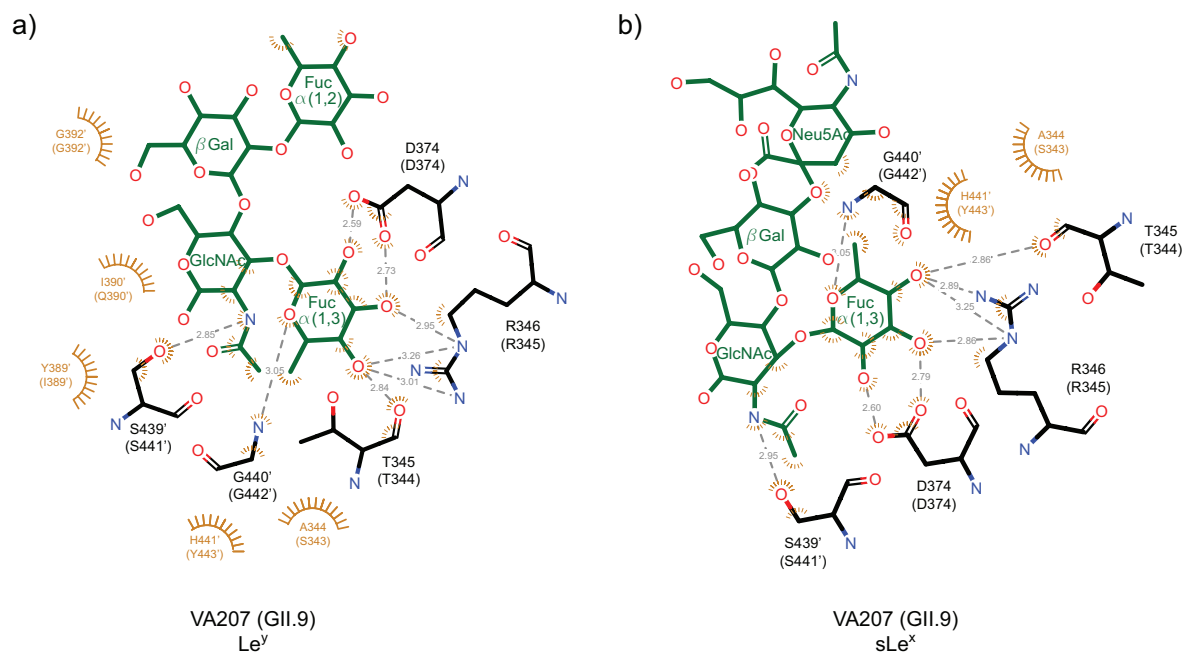 a)
Fuc
α(1,2)
βGal
G392'
(G392')
D374
(D374)
O
N
2.59
2.73
GlcNAc
I390'
(Q390')
Fuc
α(1,3)
R346
(R345)
2.95
3.26
3.01
2.84
2.85
3.05
Y389'
(I389')
S439'
(S441')
G440'
(G442')
T345
(T344)
A344
(S343)
H441'
(Y443')
VA207 (GII.9)
Le^y
b)
Neu5Ac
A344
(S343)
G440'
(G442')
H441'
(Y443')
T345
(T344)
βGal
3.05
2.86
2.89
3.25
Fuc
α(1,3)
2.86
GlcNAc
2.79
2.60
R346
(R345)
2.95
D374
(D374)
S439'
(S441')
VA207 (GII.9)
sLe^x